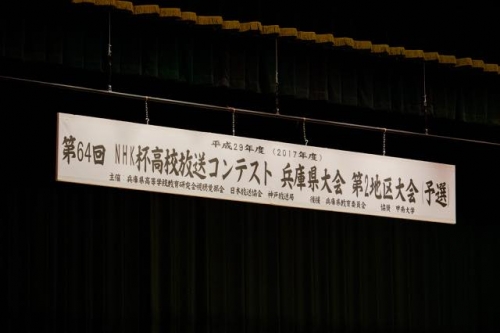 平成29年度（2017年度）
第64回 NHK杯高校放送コンテスト 兵庫県大会 第2地区大会 予選
主催 兵庫県高等学校教育研究会視聴覚部会 日本放送協会 神戸放送局 後援 兵庫県教育委員会 協賛 甲南大学